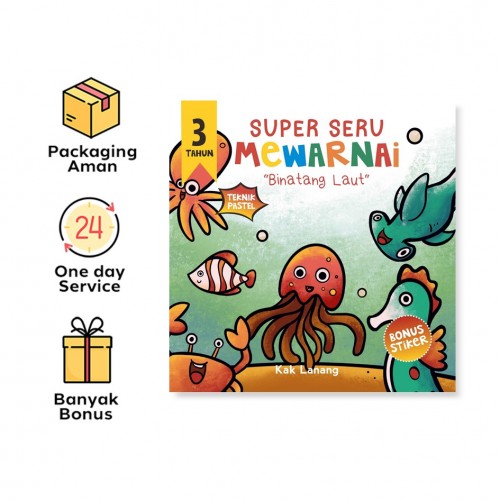 Packaging
Aman
24
One day
Service
Banyak
Bonus
3
TAHUN
SUPER SERU
MEWARNAi
"Binatang Laut"
TEKNIK
PASTEL
BONUS
STIKER
Kak Lanang